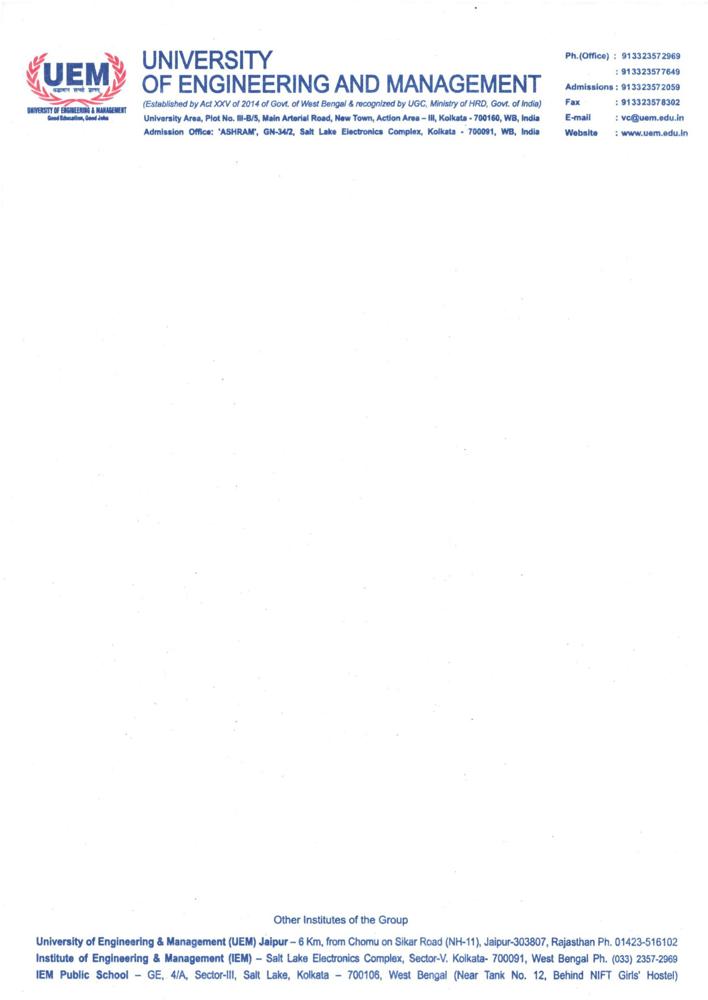 UEM
श्रद्धावान लभते ज्ञानम्
UNIVERSITY OF ENGINEERING & MANAGEMENT
Good Education, Good Jobs
UNIVERSITY
OF ENGINEERING AND MANAGEMENT
(Established by Act XXV of 2014 of Govt. of West Bengal & recognized by UGC, Ministry of HRD, Govt. of India)
University Area, Plot No. III-B/5, Main Arterial Road, New Town, Action Area – III, Kolkata - 700160, WB, India
Admission Office: 'ASHRAM', GN-34/2, Salt Lake Electronics Complex, Kolkata - 700091, WB, India
Ph.(Office) : 913323572969
: 913323577649
Admissions : 913323572059
Fax : 913323578302
E-mail : vc@uem.edu.in
Website : www.uem.edu.in
Other Institutes of the Group
University of Engineering & Management (UEM) Jaipur – 6 Km, from Chomu on Sikar Road (NH-11), Jaipur-303807, Rajasthan Ph. 01423-516102
Institute of Engineering & Management (IEM) – Salt Lake Electronics Complex, Sector-V. Kolkata- 700091, West Bengal Ph. (033) 2357-2969
IEM Public School – GE, 4/A, Sector-III, Salt Lake, Kolkata – 700106, West Bengal (Near Tank No. 12, Behind NIFT Girls' Hostel)